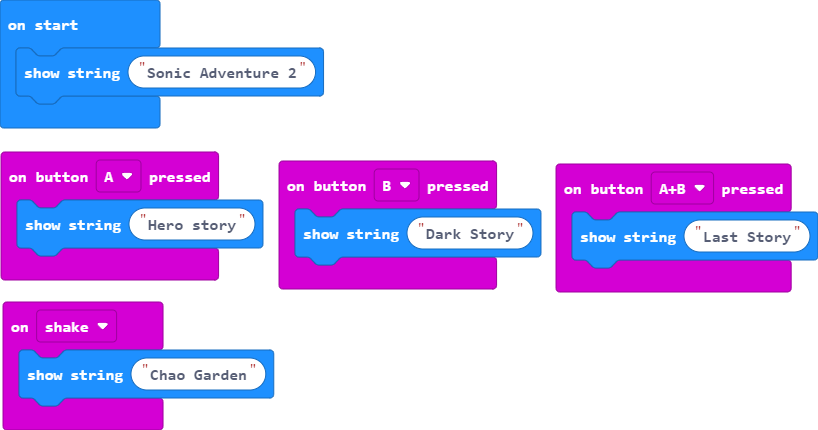 on start
show string "Sonic Adventure 2"
on button A pressed
show string "Hero story"
on button B pressed
show string "Dark Story"
on button A+B pressed
show string "Last Story"
on shake
show string "Chao Garden"